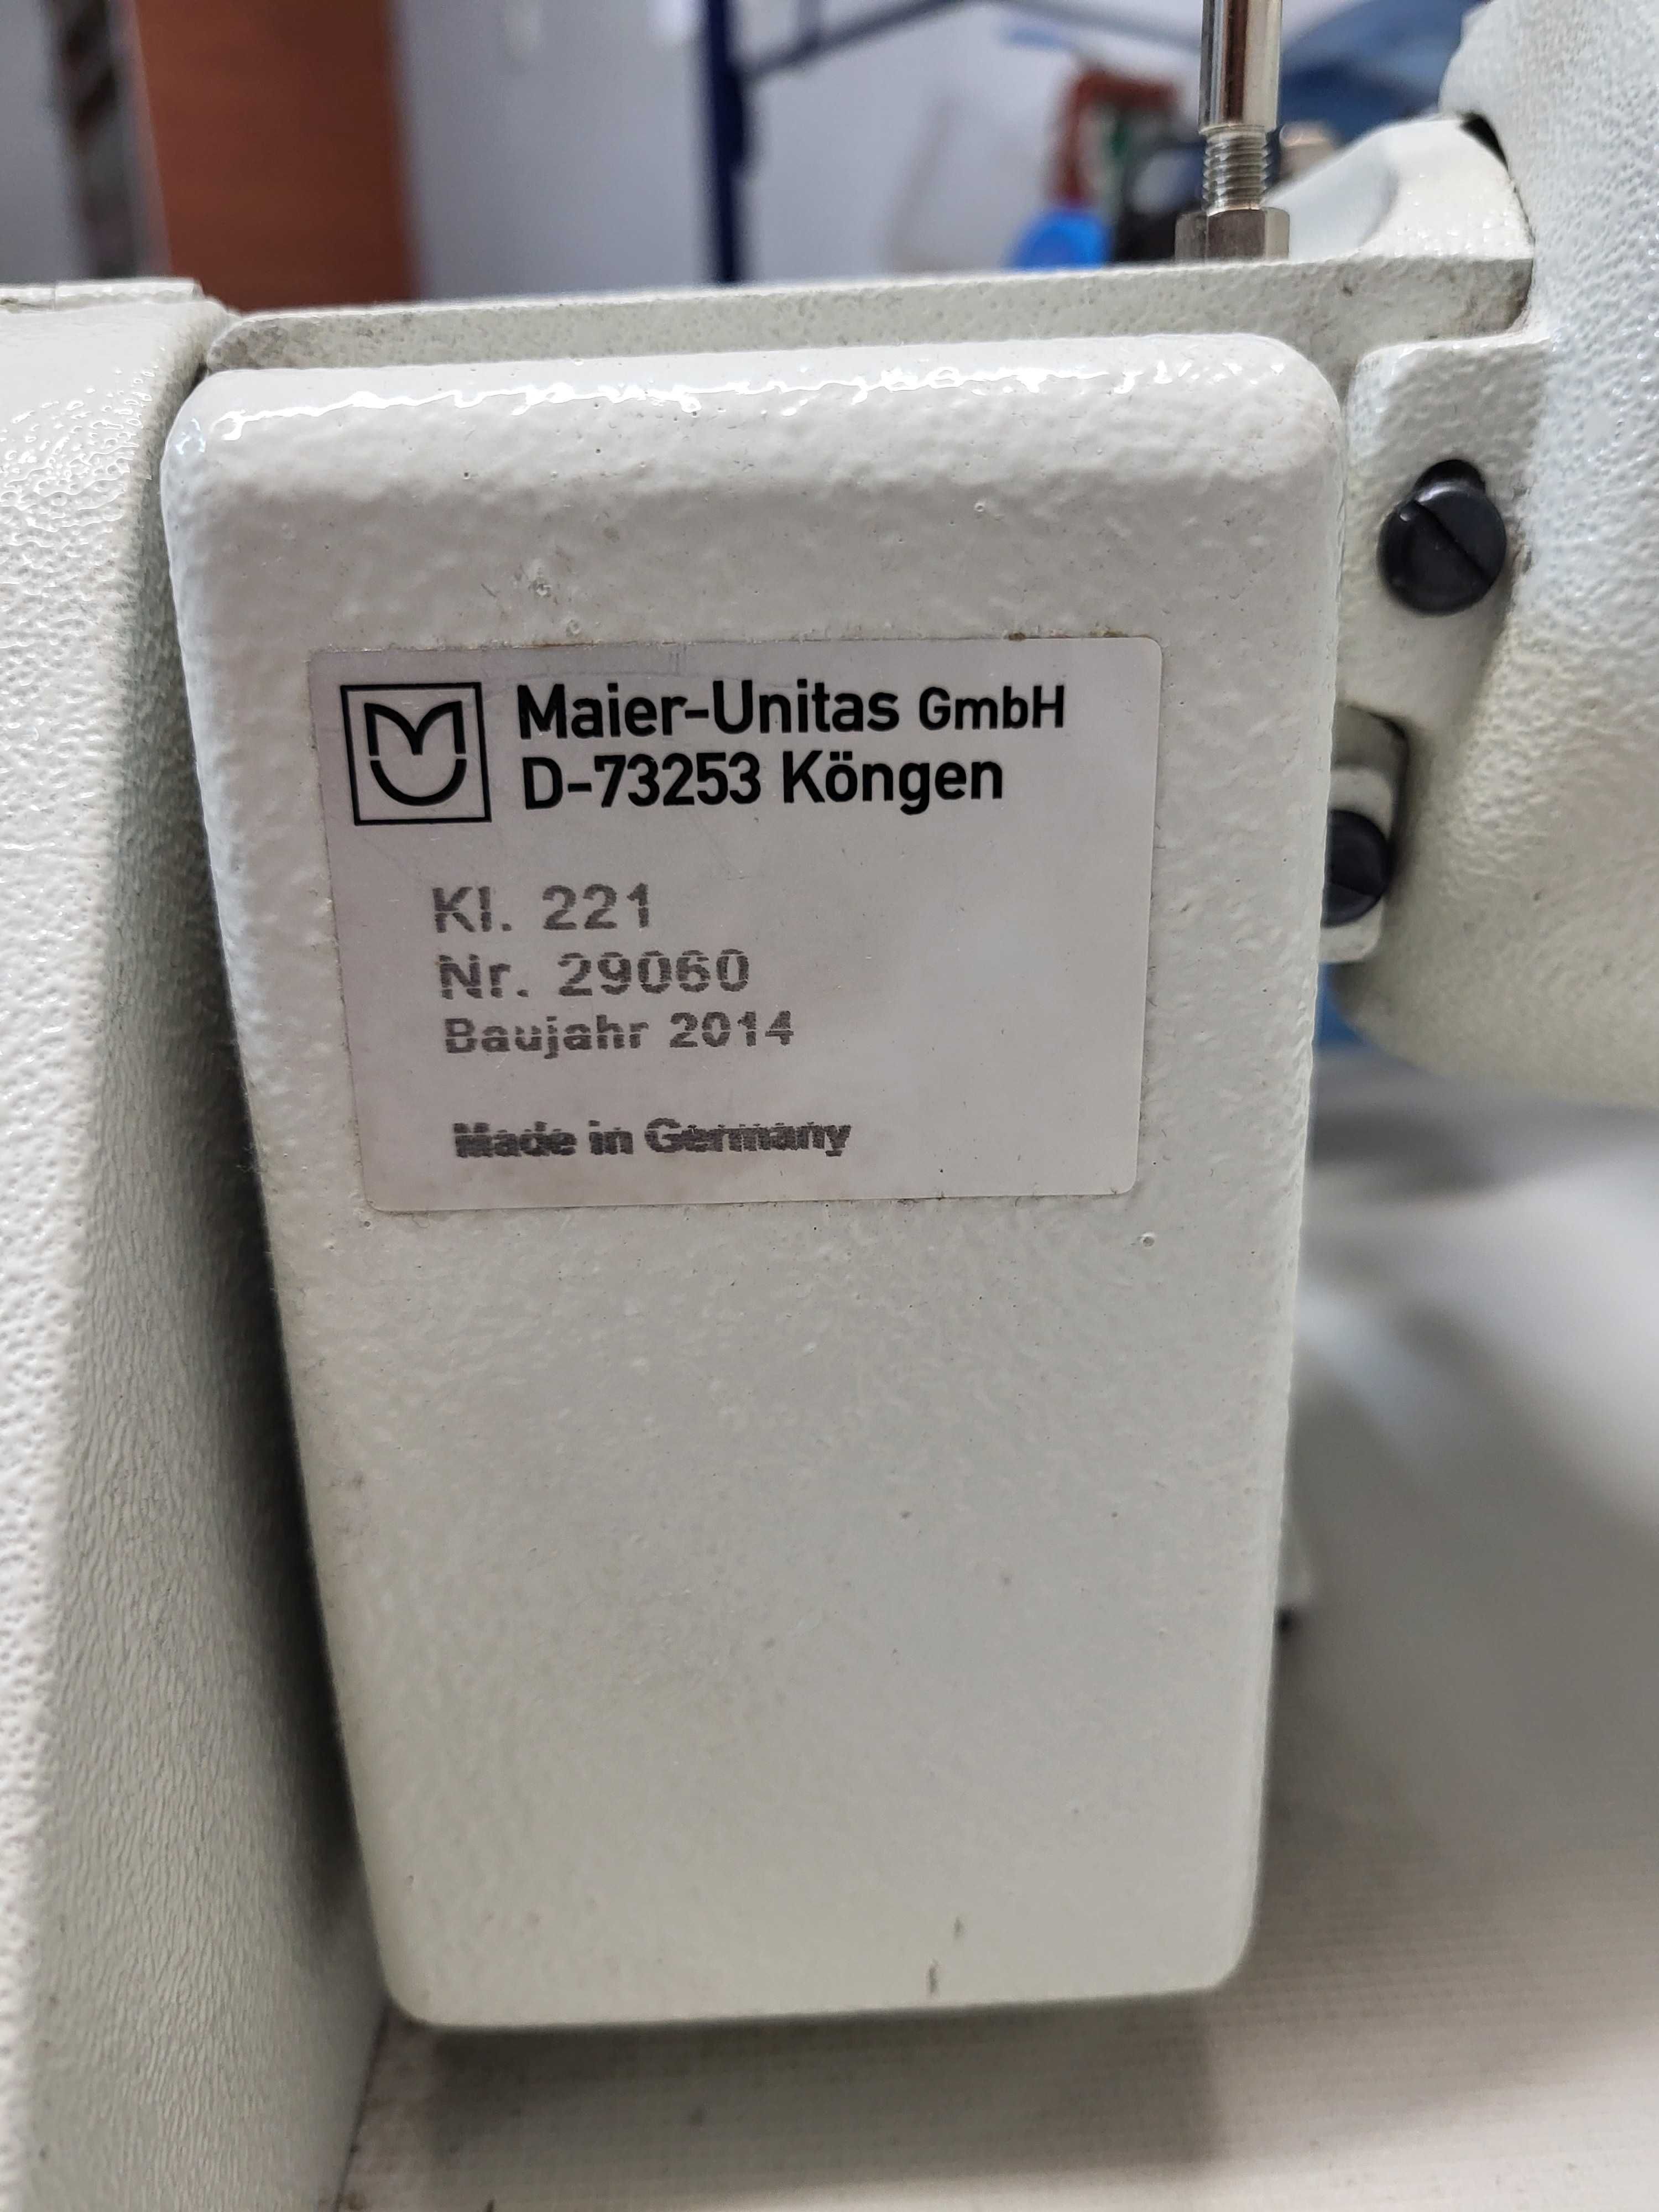 Maier-Unitas GmbH
D-73253 Köngen
Kl. 221
Nr. 29060
Baujahr 2014
Made in Germany